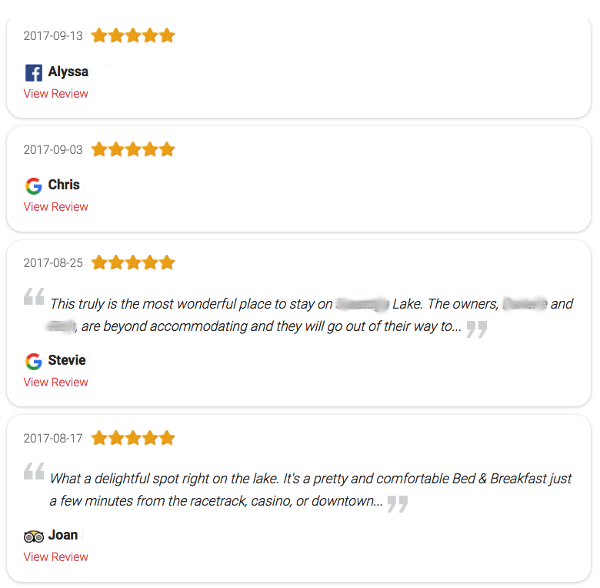 2017-09-13
Alyssa
View Review
2017-09-03
Chris
View Review
2017-08-25
This truly is the most wonderful place to stay on Lake. The owners, and
, are beyond accommodating and they will go out of their way to...
Stevie
View Review
2017-08-17
What a delightful spot right on the lake. It's a pretty and comfortable Bed & Breakfast just
a few minutes from the racetrack, casino, or downtown...
Joan
View Review